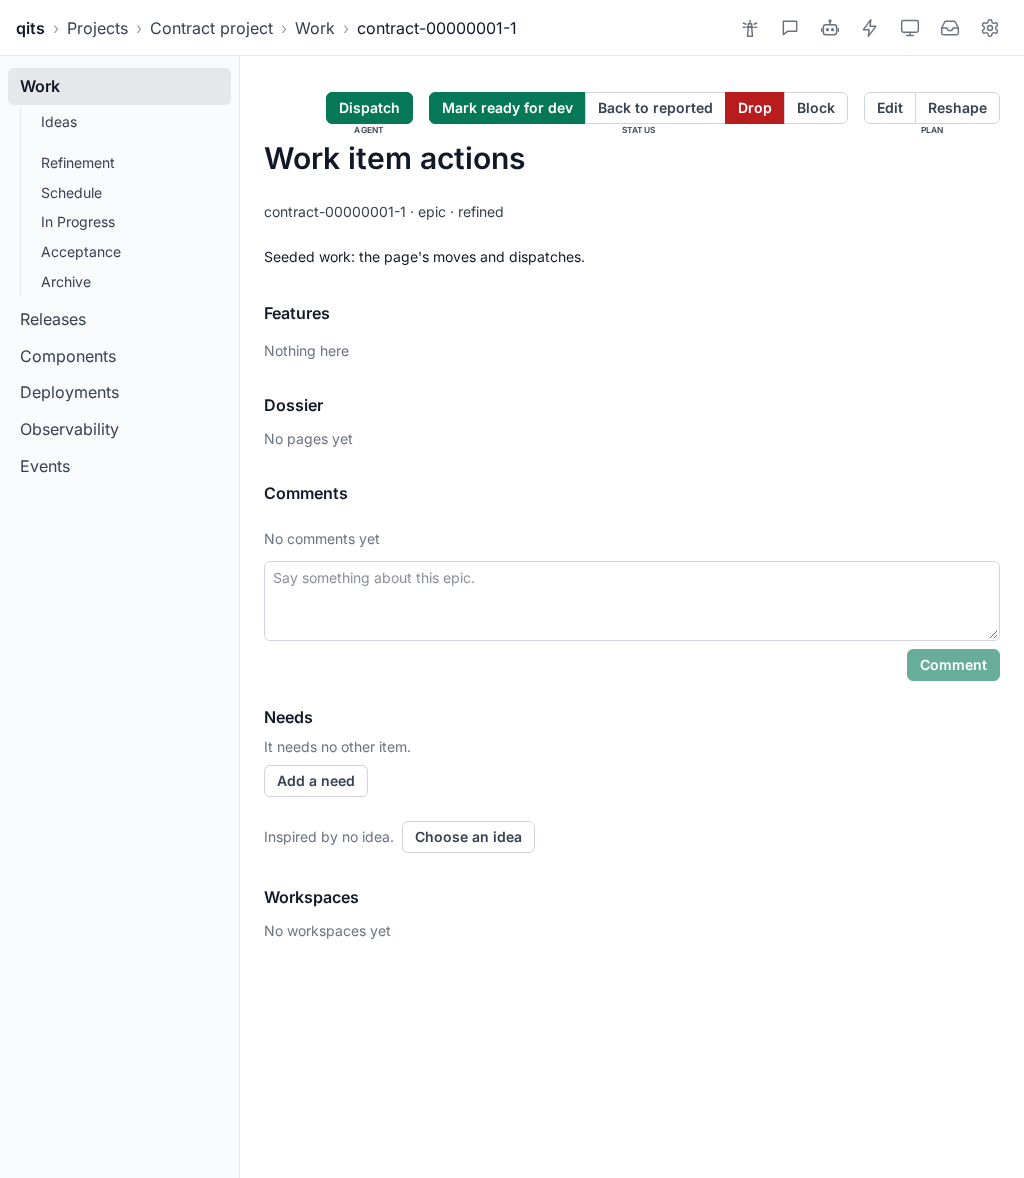 qits › Projects › Contract project › Work › contract-00000001-1
Work
Ideas
Refinement
Schedule
In Progress
Acceptance
Archive
Releases
Components
Deployments
Observability
Events
Dispatch
AGENT
Mark ready for dev Back to reported Drop Block
STATUS
Edit Reshape
PLAN
Work item actions
contract-00000001-1 · epic · refined
Seeded work: the page's moves and dispatches.
Features
Nothing here
Dossier
No pages yet
Comments
No comments yet
Say something about this epic.
Comment
Needs
It needs no other item.
Add a need
Inspired by no idea. Choose an idea
Workspaces
No workspaces yet